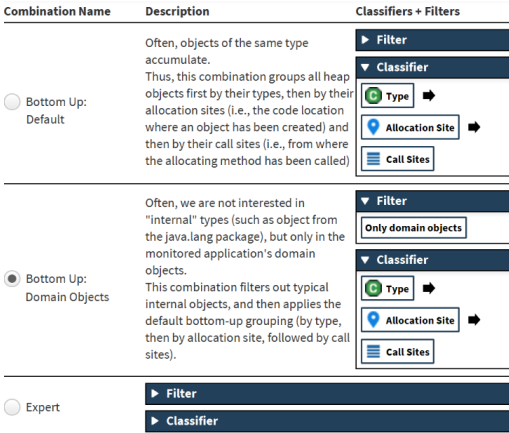 Combination Name Description Classifiers + Filters
Bottom Up:
Default
Often, objects of the same type
accumulate.
Thus, this combination groups all heap
objects first by their types, then by their
allocation sites (i.e., the code location
where an object has been created) and
then by their call sites (i.e., from where
the allocating method has been called)
Filter
Classifier
C Type
Allocation Site
Call Sites
Bottom Up:
Domain Objects
Often, we are not interested in
"internal" types (such as object from
the java.lang package), but only in the
monitored application's domain
objects.
This combination filters out typical
internal objects, and then applies the
default bottom-up grouping (by type,
then by allocation site, followed by call
sites).
Filter
Only domain objects
Classifier
C Type
Allocation Site
Call Sites
Expert
Filter
Classifier